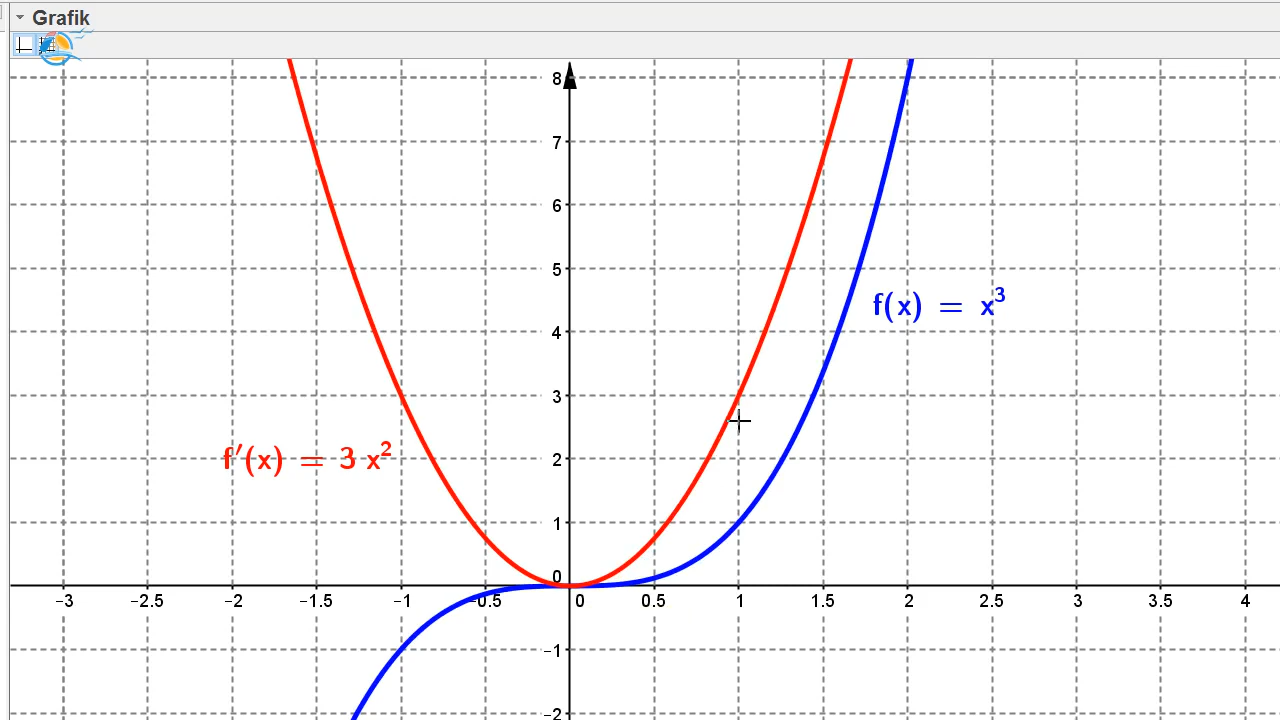 Grafik
8
7
6
5
4
f(x) = x³
3
f′(x) = 3 x²
2
1
0
−3 −2.5 −2 −1.5 −1 −0.5 0 0.5 1 1.5 2 2.5 3 3.5 4
−1
−2